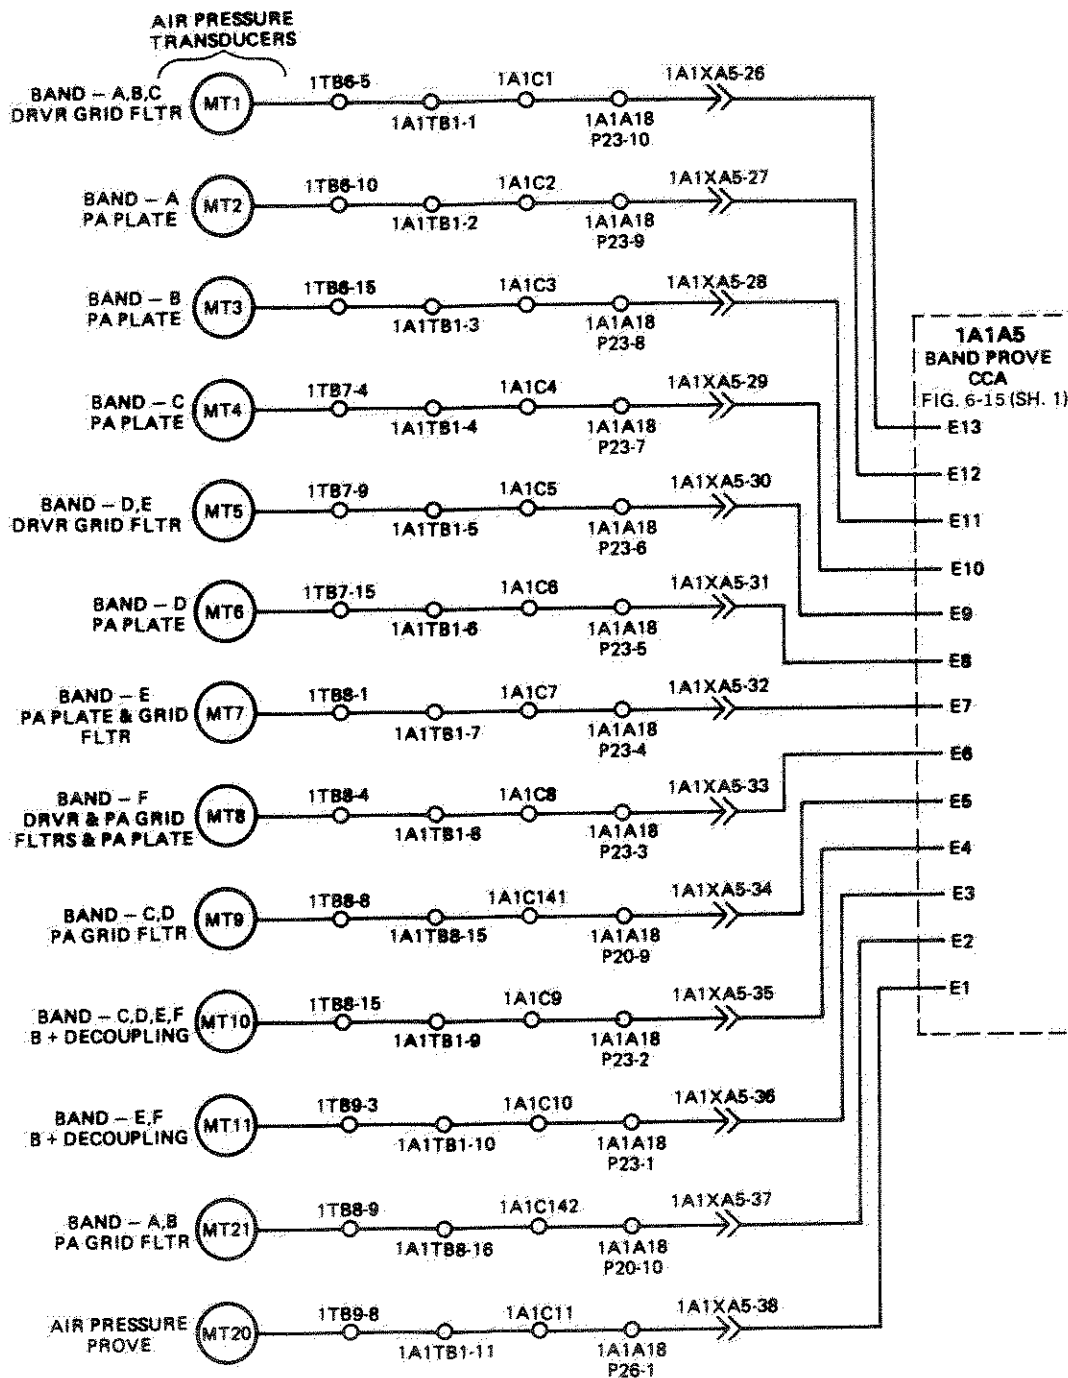 AIR PRESSURE
TRANSDUCERS
BAND – A,B,C
DRVR GRID FLTR
MT1
1TB6-5
1A1TB1-1
1A1C1
1A1A18
P23-10
1A1XA5-26
BAND – A
PA PLATE
MT2
1TB6-10
1A1TB1-2
1A1C2
1A1A18
P23-9
1A1XA5-27
BAND – B
PA PLATE
MT3
1TB6-15
1A1TB1-3
1A1C3
1A1A18
P23-8
1A1XA5-28
BAND – C
PA PLATE
MT4
1TB7-4
1A1TB1-4
1A1C4
1A1A18
P23-7
1A1XA5-29
BAND – D,E
DRVR GRID FLTR
MT5
1TB7-9
1A1TB1-5
1A1C5
1A1A18
P23-6
1A1XA5-30
BAND – D
PA PLATE
MT6
1TB7-15
1A1TB1-6
1A1C6
1A1A18
P23-5
1A1XA5-31
BAND – E
PA PLATE & GRID
FLTR
MT7
1TB8-1
1A1TB1-7
1A1C7
1A1A18
P23-4
1A1XA5-32
BAND – F
DRVR & PA GRID
FLTRS & PA PLATE
MT8
1TB8-4
1A1TB1-8
1A1C8
1A1A18
P23-3
1A1XA5-33
BAND – C,D
PA GRID FLTR
MT9
1TB8-8
1A1TB8-15
1A1C141
1A1A18
P20-9
1A1XA5-34
BAND – C,D,E,F
B + DECOUPLING
MT10
1TB8-15
1A1TB1-9
1A1C9
1A1A18
P23-2
1A1XA5-35
BAND – E,F
B + DECOUPLING
MT11
1TB9-3
1A1TB1-10
1A1C10
1A1A18
P23-1
1A1XA5-36
BAND – A,B
PA GRID FLTR
MT21
1TB8-9
1A1TB8-16
1A1C142
1A1A18
P20-10
1A1XA5-37
AIR PRESSURE
PROVE
MT20
1TB9-8
1A1TB1-11
1A1C11
1A1A18
P26-1
1A1XA5-38
1A1A5
BAND PROVE
CCA
FIG. 6-15 (SH. 1)
E13
E12
E11
E10
E9
E8
E7
E6
E5
E4
E3
E2
E1